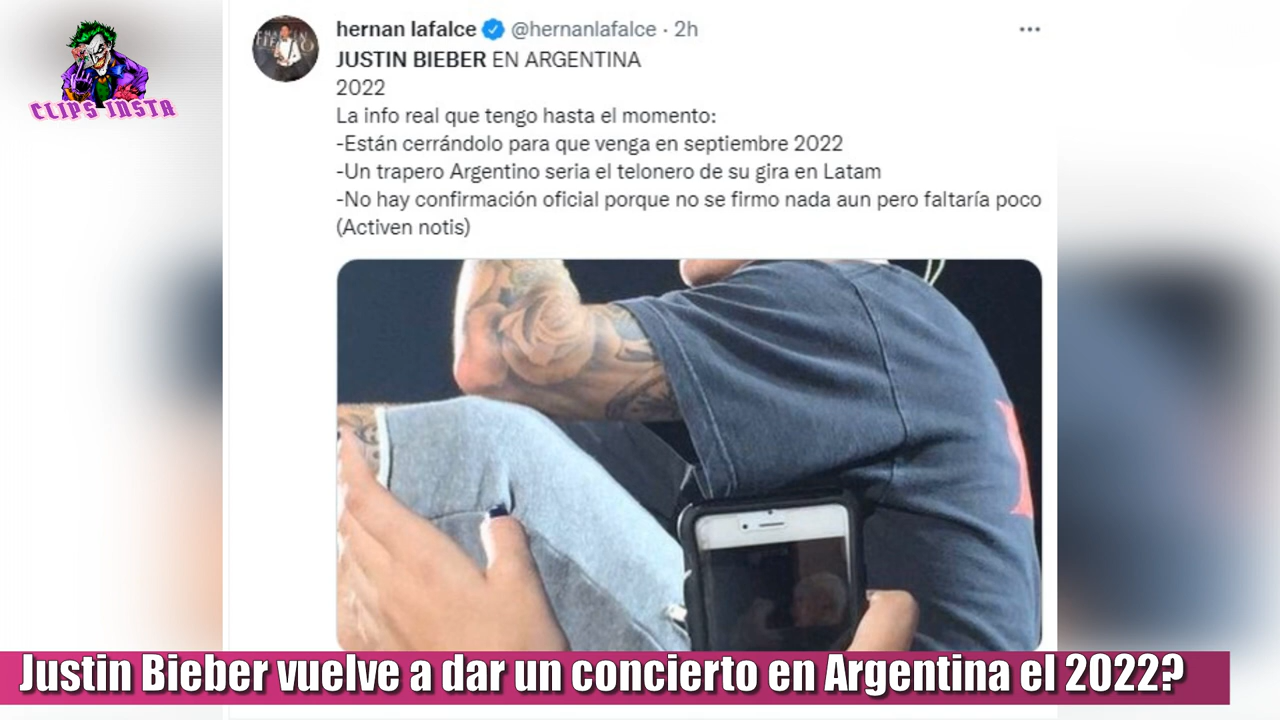 hernan lafalce @hernanlafalce · 2h
JUSTIN BIEBER EN ARGENTINA
2022
La info real que tengo hasta el momento:
-Están cerrándolo para que venga en septiembre 2022
-Un trapero Argentino seria el telonero de su gira en Latam
-No hay confirmación oficial porque no se firmo nada aun pero faltaría poco
(Activen notis)
CLIPS INSTA
Justin Bieber vuelve a dar un concierto en Argentina el 2022?